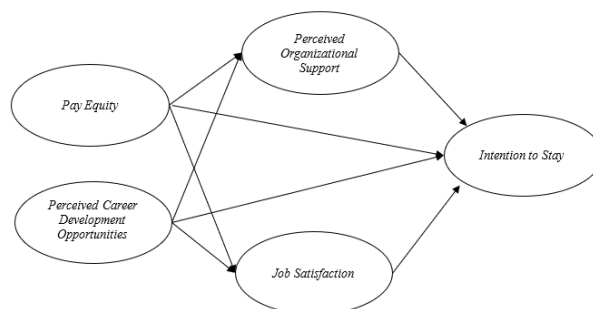 Perceived
Organizational
Support
Pay Equity
Intention to Stay
Perceived Career
Development
Opportunities
Job Satisfaction